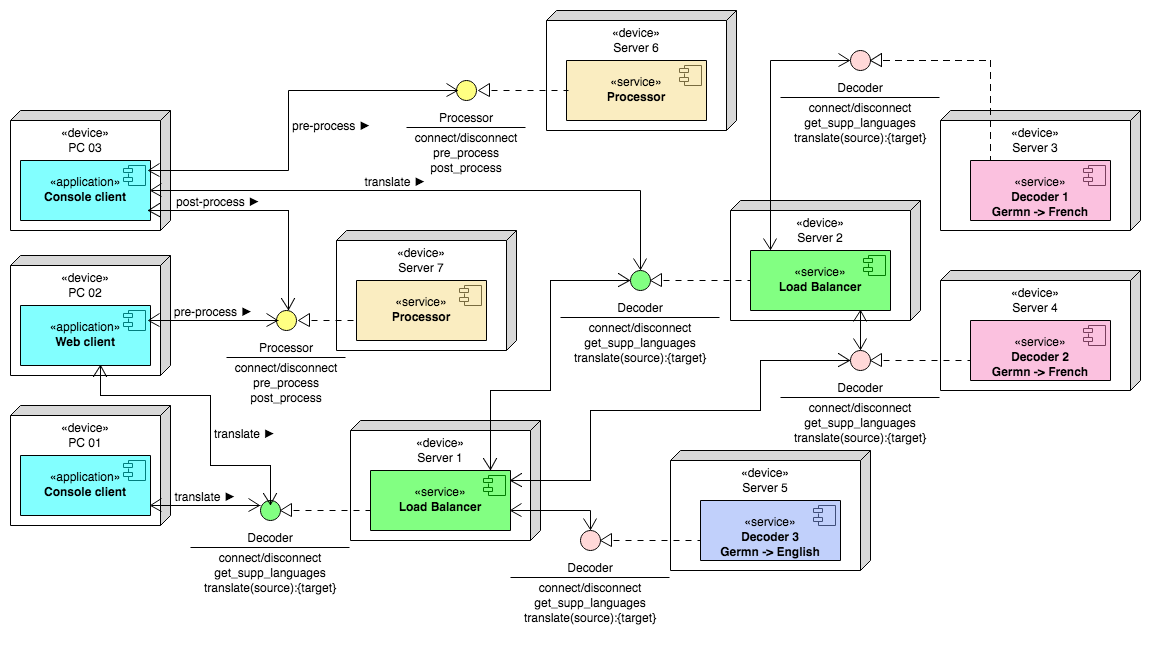 «device»
Server 6
«service»
Processor
Processor
connect/disconnect
pre_process
post_process
pre-process ►
Decoder
connect/disconnect
get_supp_languages
translate(source):{target}
«device»
PC 03
«application»
Console client
«device»
Server 3
«service»
Decoder 1
Germn -> French
translate ►
post-process ►
«device»
Server 2
«service»
Load Balancer
«device»
Server 7
«service»
Processor
«device»
PC 02
«application»
Web client
pre-process ►
Processor
connect/disconnect
pre_process
post_process
Decoder
connect/disconnect
get_supp_languages
translate(source):{target}
«device»
Server 4
«service»
Decoder 2
Germn -> French
Decoder
connect/disconnect
get_supp_languages
translate(source):{target}
«device»
PC 01
«application»
Console client
translate ►
translate ►
«device»
Server 1
«service»
Load Balancer
«device»
Server 5
«service»
Decoder 3
Germn -> English
Decoder
connect/disconnect
get_supp_languages
translate(source):{target}
Decoder
connect/disconnect
get_supp_languages
translate(source):{target}